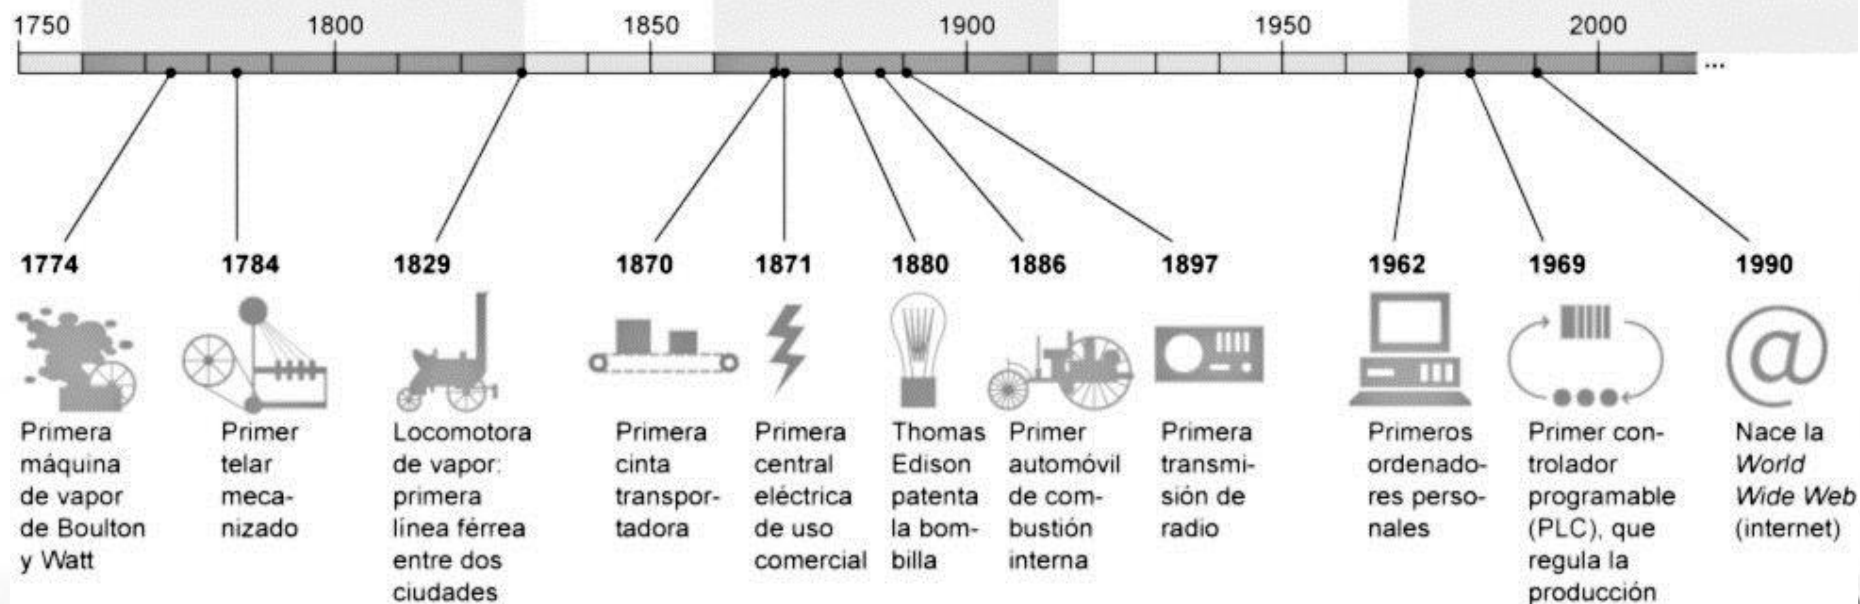 1750 1800 1850 1900 1950 2000
...
1774
Primera
máquina
de vapor
de Boulton
y Watt
1784
Primer
telar
meca-
nizado
1829
Locomotora
de vapor:
primera
línea férrea
entre dos
ciudades
1870
Primera
cinta
transpor-
tadora
1871
Primera
central
eléctrica
de uso
comercial
1880
Thomas
Edison
patenta
la bom-
billa
1886
Primer
automóvil
de com-
bustión
interna
1897
Primera
transmi-
sión de
radio
1962
Primeros
ordenado-
res perso-
nales
1969
Primer con-
trolador
programable
(PLC), que
regula la
producción
1990
@
Nace la
World
Wide Web
(internet)